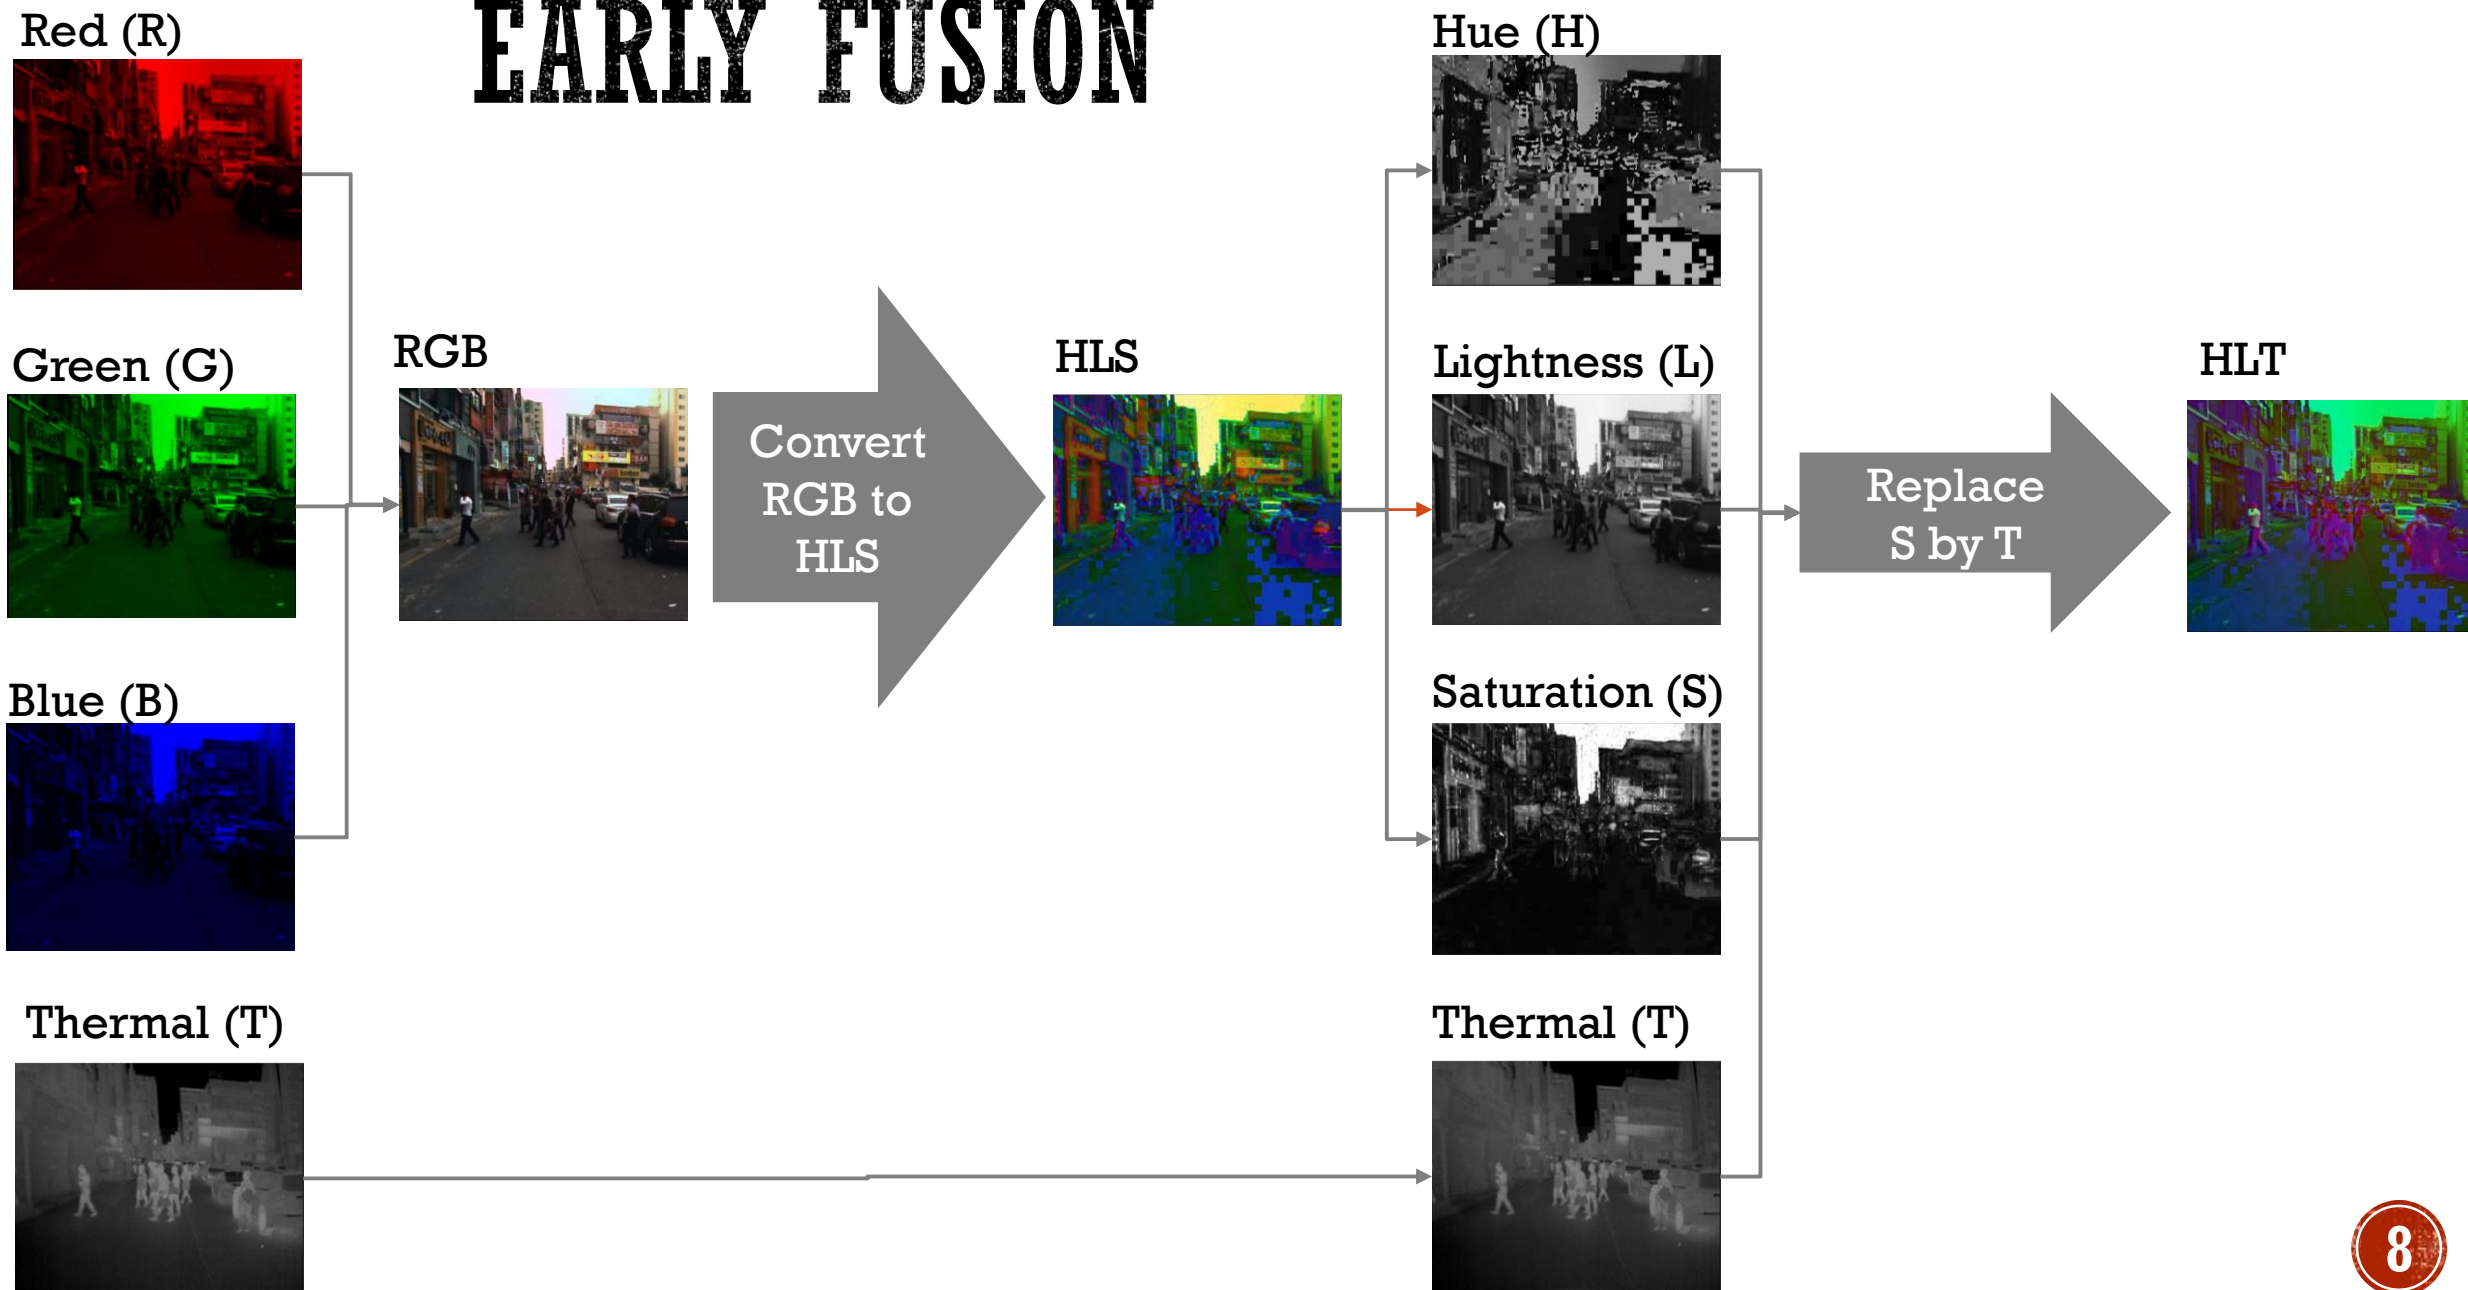 EARLY FUSION
Red (R)
Green (G)
Blue (B)
Thermal (T)
RGB
Convert
RGB to
HLS
HLS
Hue (H)
Lightness (L)
Saturation (S)
Thermal (T)
Replace
S by T
HLT
8